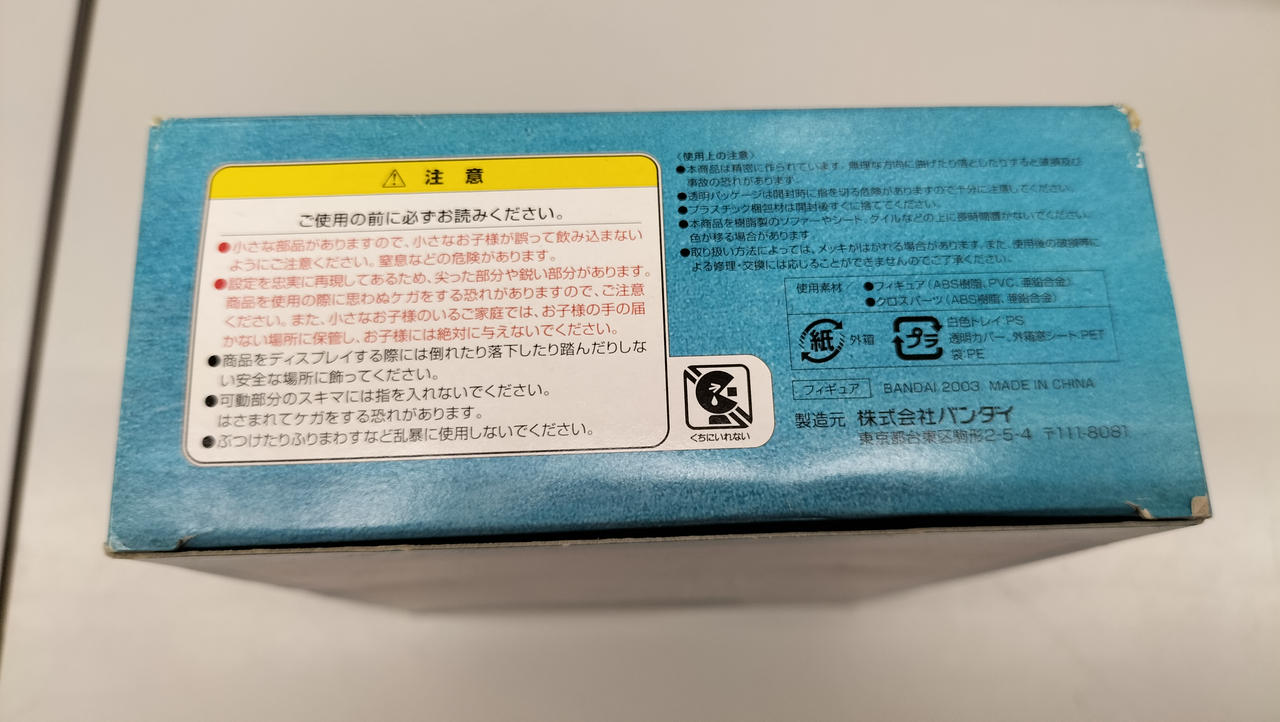 ⚠ 注意
ご使用の前に必ずお読みください。
●小さな部品がありますので、小さなお子様が誤って飲み込まない
ようにご注意ください。窒息などの危険があります。
●設定を忠実に再現してあるため、尖った部分や鋭い部分があります。
商品を使用の際に思わぬケガをする恐れがありますので、ご注意
ください。また、小さなお子様のいるご家庭では、お子様の手の届
かない場所に保管し、お子様には絶対に与えないでください。
●商品をディスプレイする際には倒れたり落下したり踏んだりしな
い安全な場所に飾ってください。
●可動部分のスキマには指を入れないでください。
はさまれてケガをする恐れがあります。
●ぶつけたりふりまわすなど乱暴に使用しないでください。
くちにいれない
〈使用上の注意〉
●本商品は精密に作られています。無理な方向に曲げたり落としたりすると破損及び
事故の恐れがあります。
●透明パッケージは開封時に指を切る危険がありますので十分に注意してください。
●プラスチック梱包材は開封後すぐに捨ててください。
●本商品を樹脂製のソファーやシート、タイルなどの上に長時間置かないでください。
色が移る場合があります。
●取り扱い方法によっては、メッキがはがれる場合があります。また、使用後の破損等に
よる修理・交換には応じることができませんのでご了承ください。
使用素材/ ●フィギュア(ABS樹脂、PVC、亜鉛合金)
●クロスパーツ(ABS樹脂、亜鉛合金)
紙 外箱
プラ 白色トレイ:PS
透明カバー、外箱窓シート:PET
袋:PE
フィギュア BANDAI 2003 MADE IN CHINA
製造元 株式会社バンダイ
東京都台東区駒形2-5-4 〒111-8081